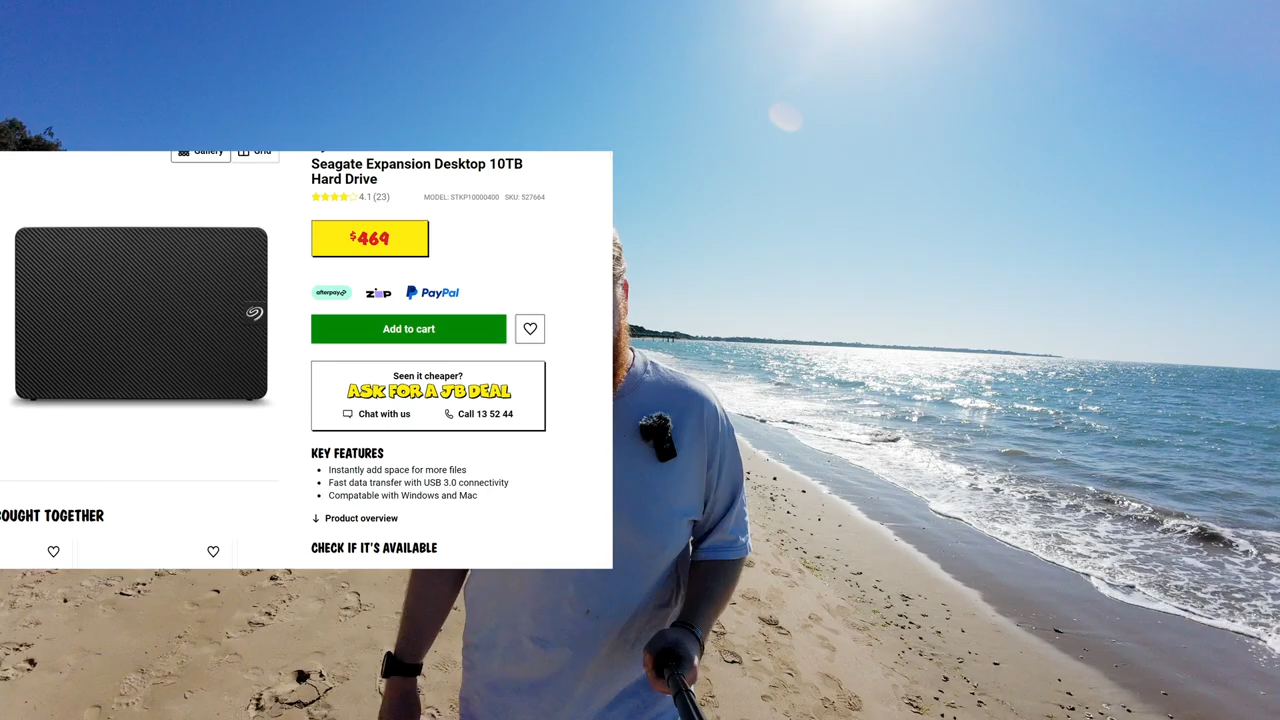 Gallery
Grid
Seagate Expansion Desktop 10TB
Hard Drive
4.1 (23)
MODEL: STKP10000400 SKU: 527664
$469
afterpay
zip
PayPal
Add to cart
Seen it cheaper?
ASK FOR A JB DEAL
Chat with us
Call 13 52 44
KEY FEATURES
Instantly add space for more files
Fast data transfer with USB 3.0 connectivity
Compatable with Windows and Mac
Product overview
OUGHT TOGETHER
CHECK IF IT'S AVAILABLE